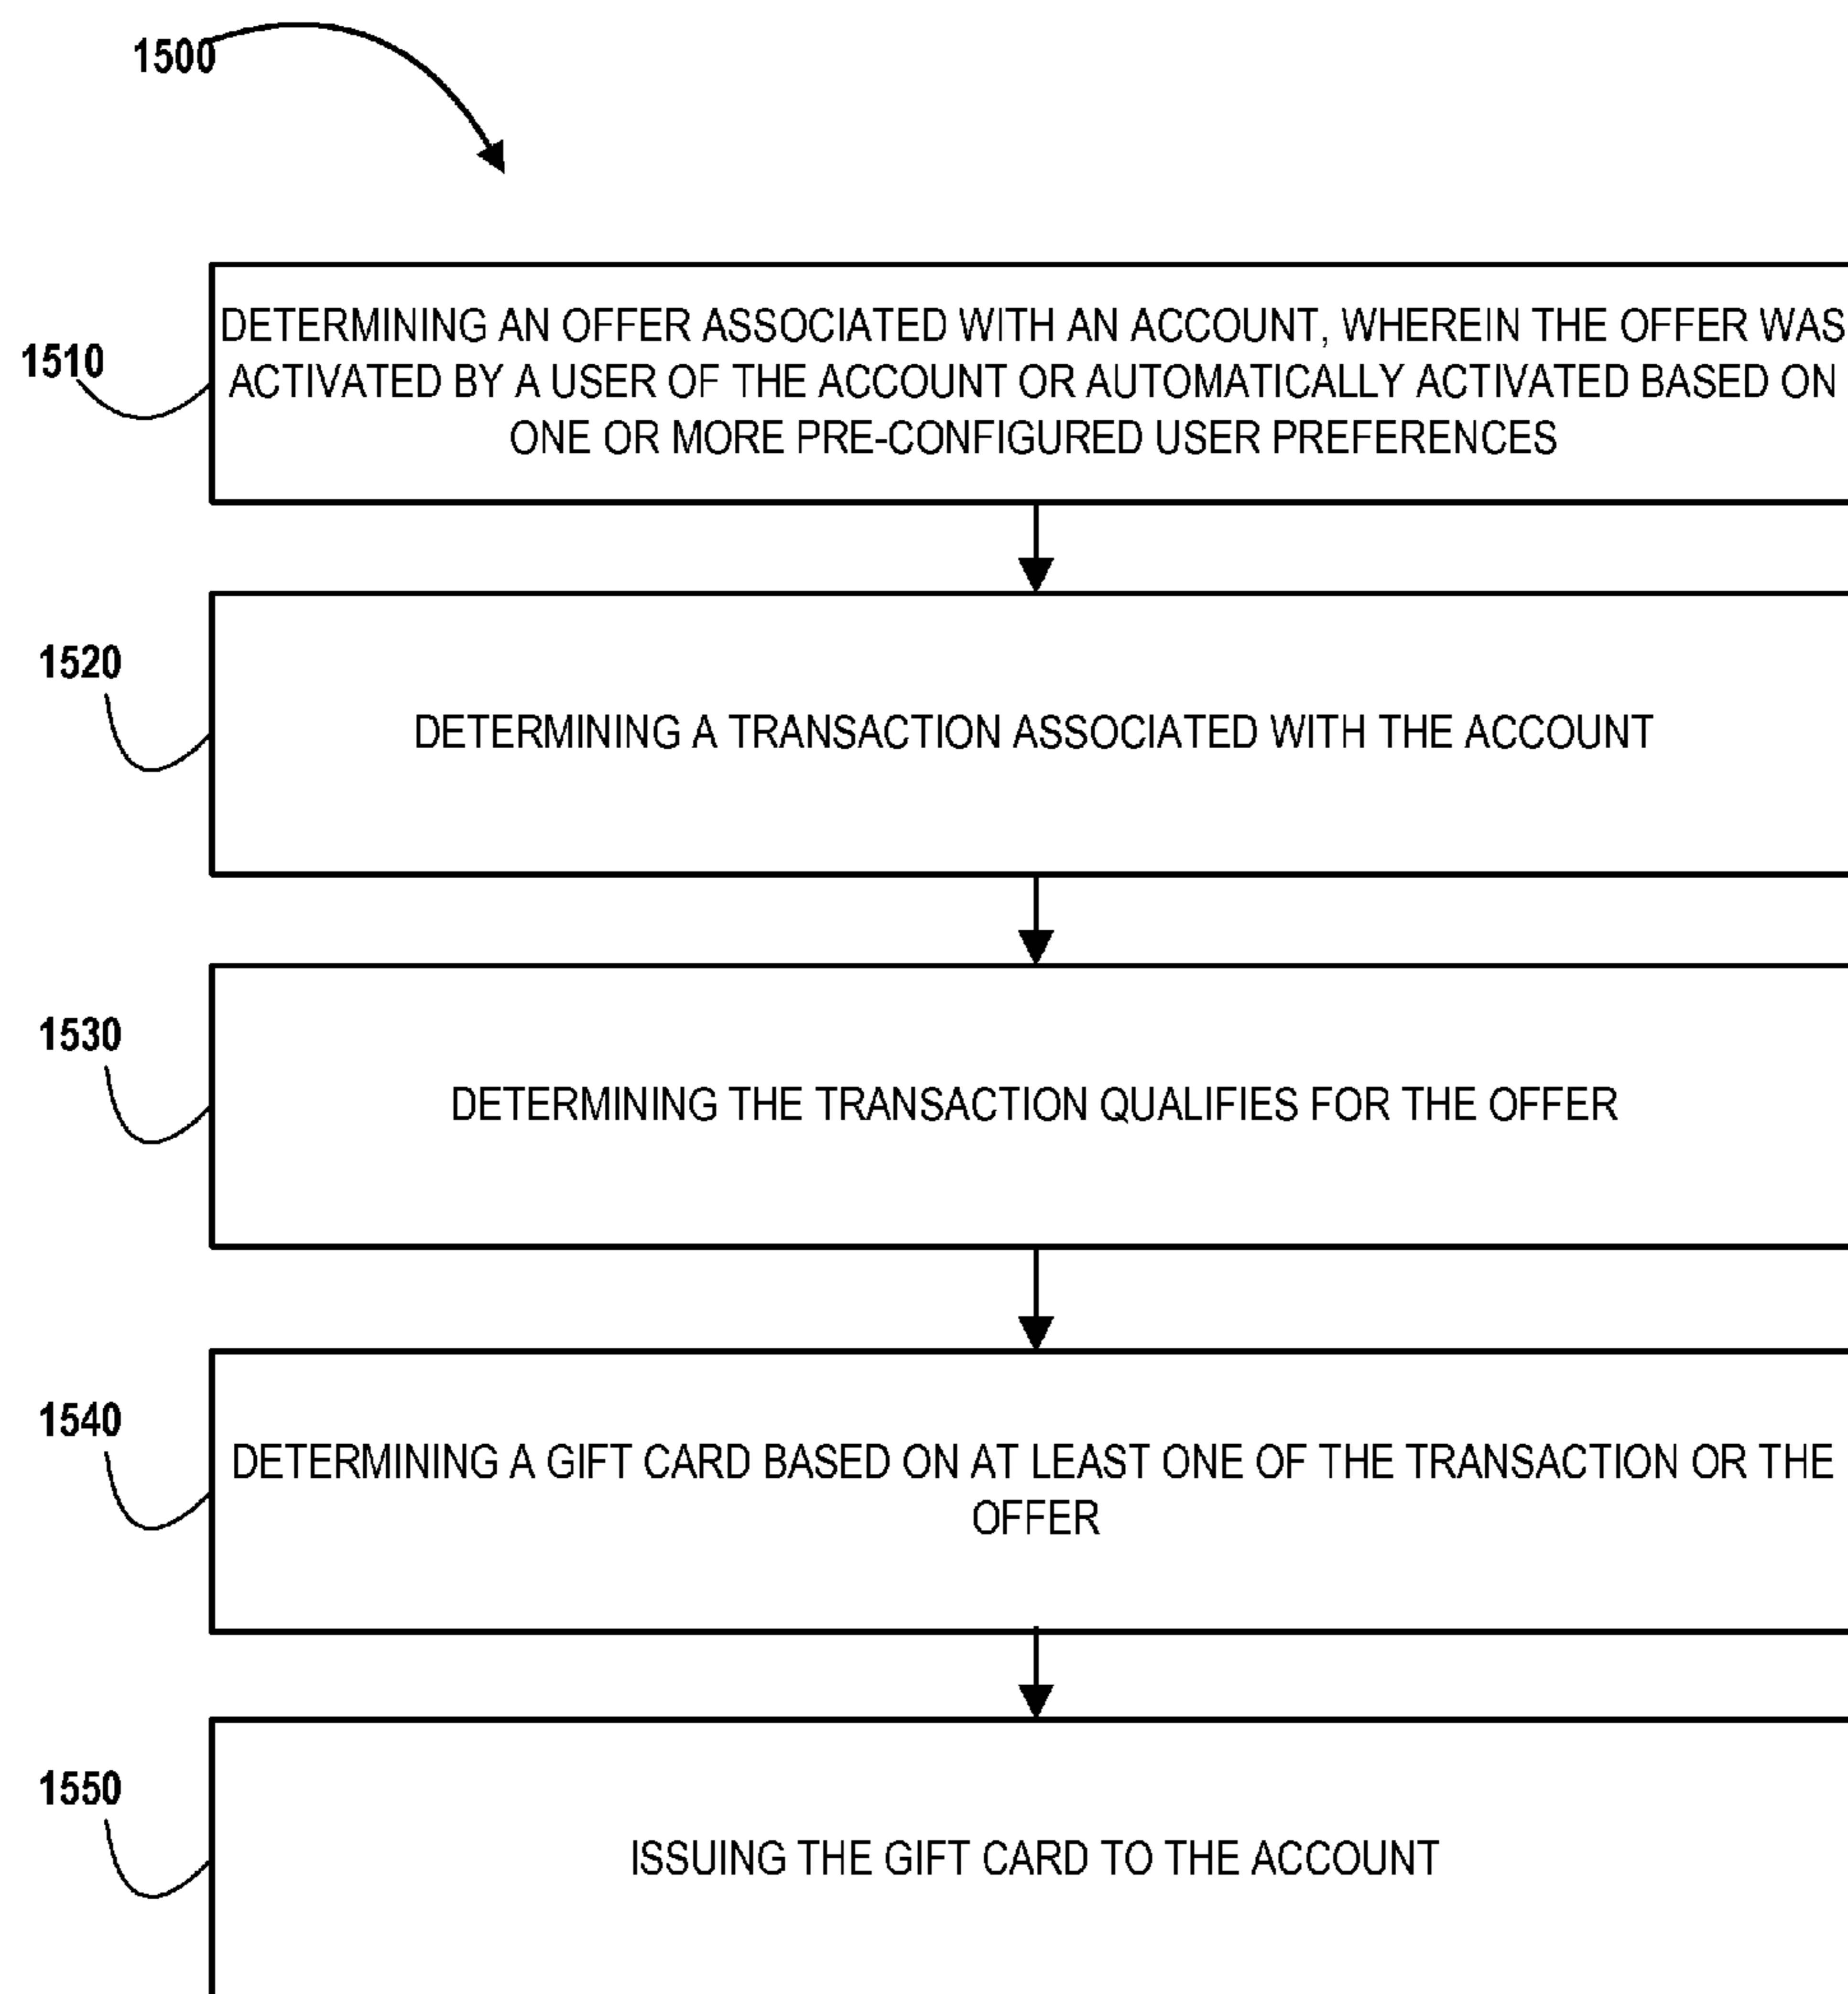 1500
1510
DETERMINING AN OFFER ASSOCIATED WITH AN ACCOUNT, WHEREIN THE OFFER WAS
ACTIVATED BY A USER OF THE ACCOUNT OR AUTOMATICALLY ACTIVATED BASED ON
ONE OR MORE PRE-CONFIGURED USER PREFERENCES
1520
DETERMINING A TRANSACTION ASSOCIATED WITH THE ACCOUNT
1530
DETERMINING THE TRANSACTION QUALIFIES FOR THE OFFER
1540
DETERMINING A GIFT CARD BASED ON AT LEAST ONE OF THE TRANSACTION OR THE
OFFER
1550
ISSUING THE GIFT CARD TO THE ACCOUNT